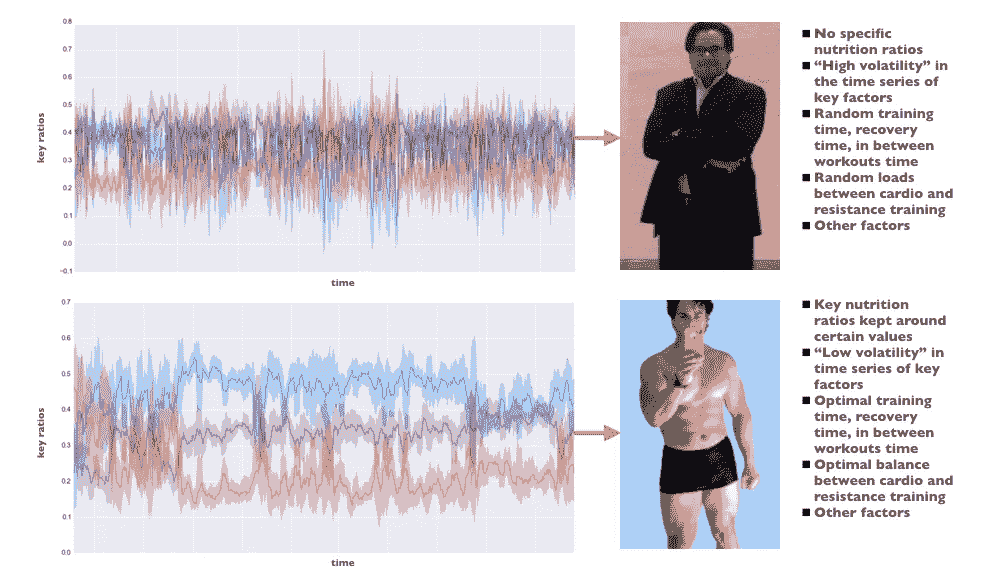 0.8
0.7
0.6
0.5
0.4
0.3
0.2
0.1
0.0
−0.1
key ratios
time
■ No specific
nutrition ratios
■ “High volatility” in
the time series of
key factors
■ Random training
time, recovery
time, in between
workouts time
■ Random loads
between cardio and
resistance training
■ Other factors
0.7
0.6
0.5
0.4
0.3
0.2
0.1
0.0
key ratios
time
■ Key nutrition
ratios kept around
certain values
■ “Low volatility” in
time series of key
factors
■ Optimal training
time, recovery
time, in between
workouts time
■ Optimal balance
between cardio and
resistance training
■ Other factors